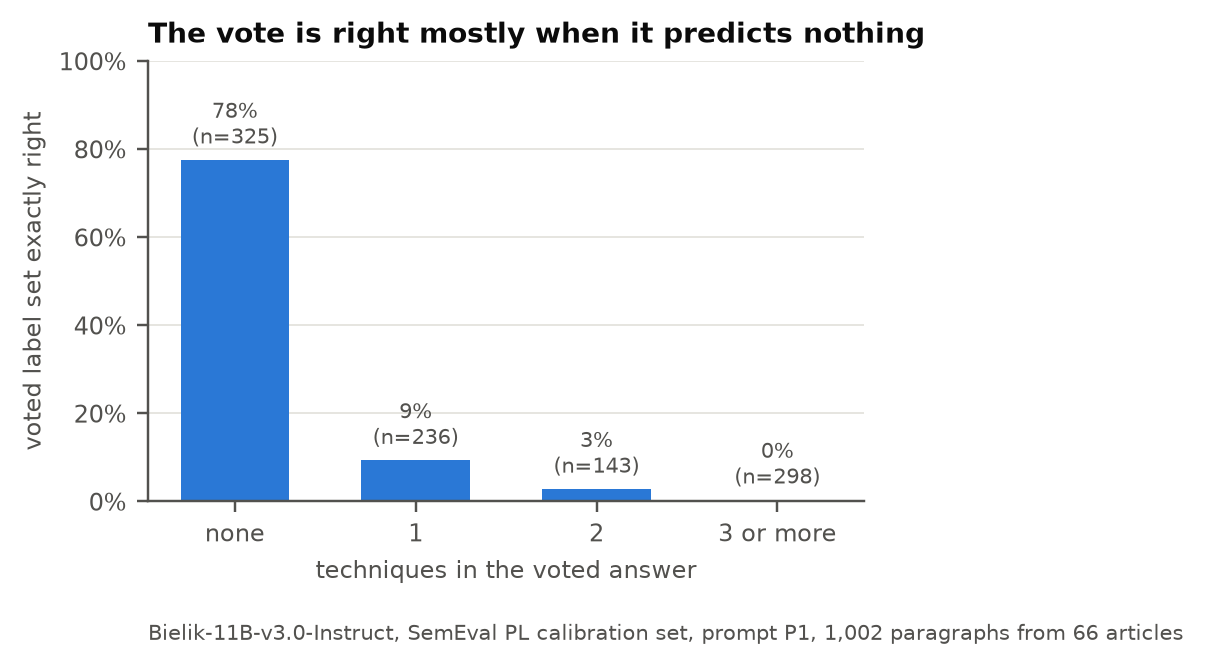 The vote is right mostly when it predicts nothing
voted label set exactly right
100%
80%
60%
40%
20%
0%
78%
(n=325)
9%
(n=236)
3%
(n=143)
0%
(n=298)
none
1
2
3 or more
techniques in the voted answer
Bielik-11B-v3.0-Instruct, SemEval PL calibration set, prompt P1, 1,002 paragraphs from 66 articles